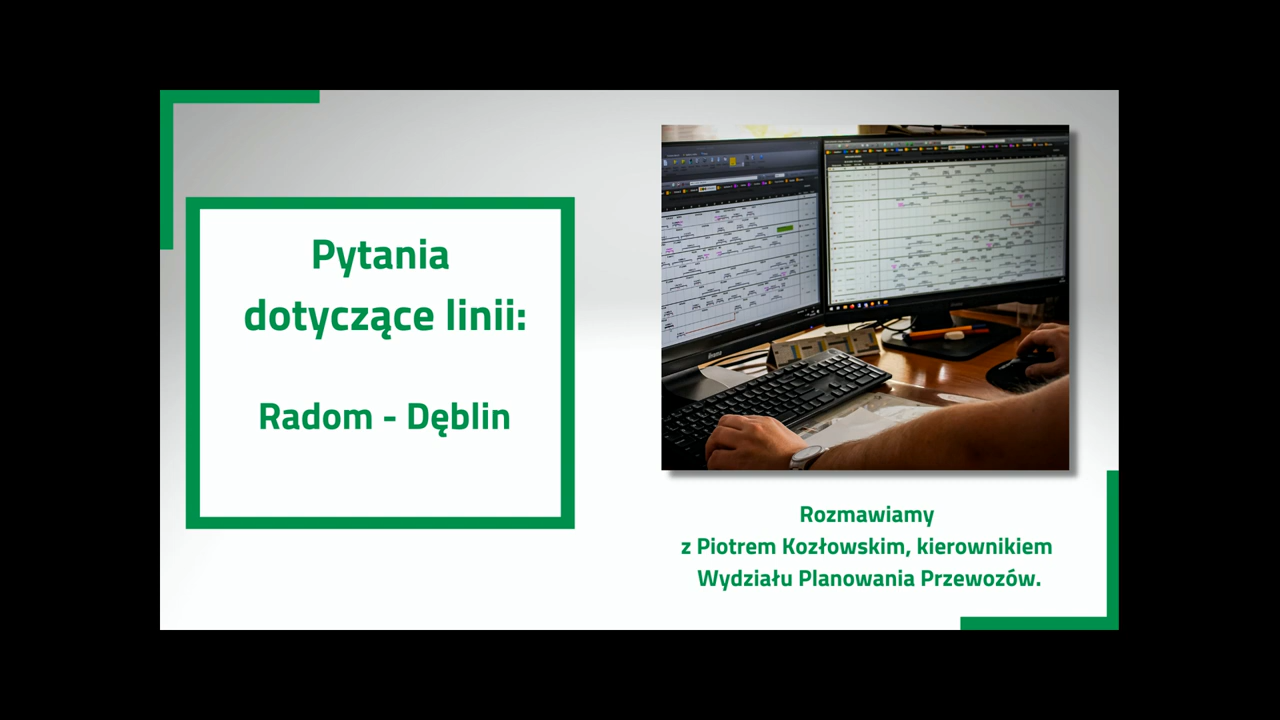 Pytania
dotyczące linii:
Radom - Dęblin
Rozmawiamy
z Piotrem Kozłowskim, kierownikiem
Wydziału Planowania Przewozów.